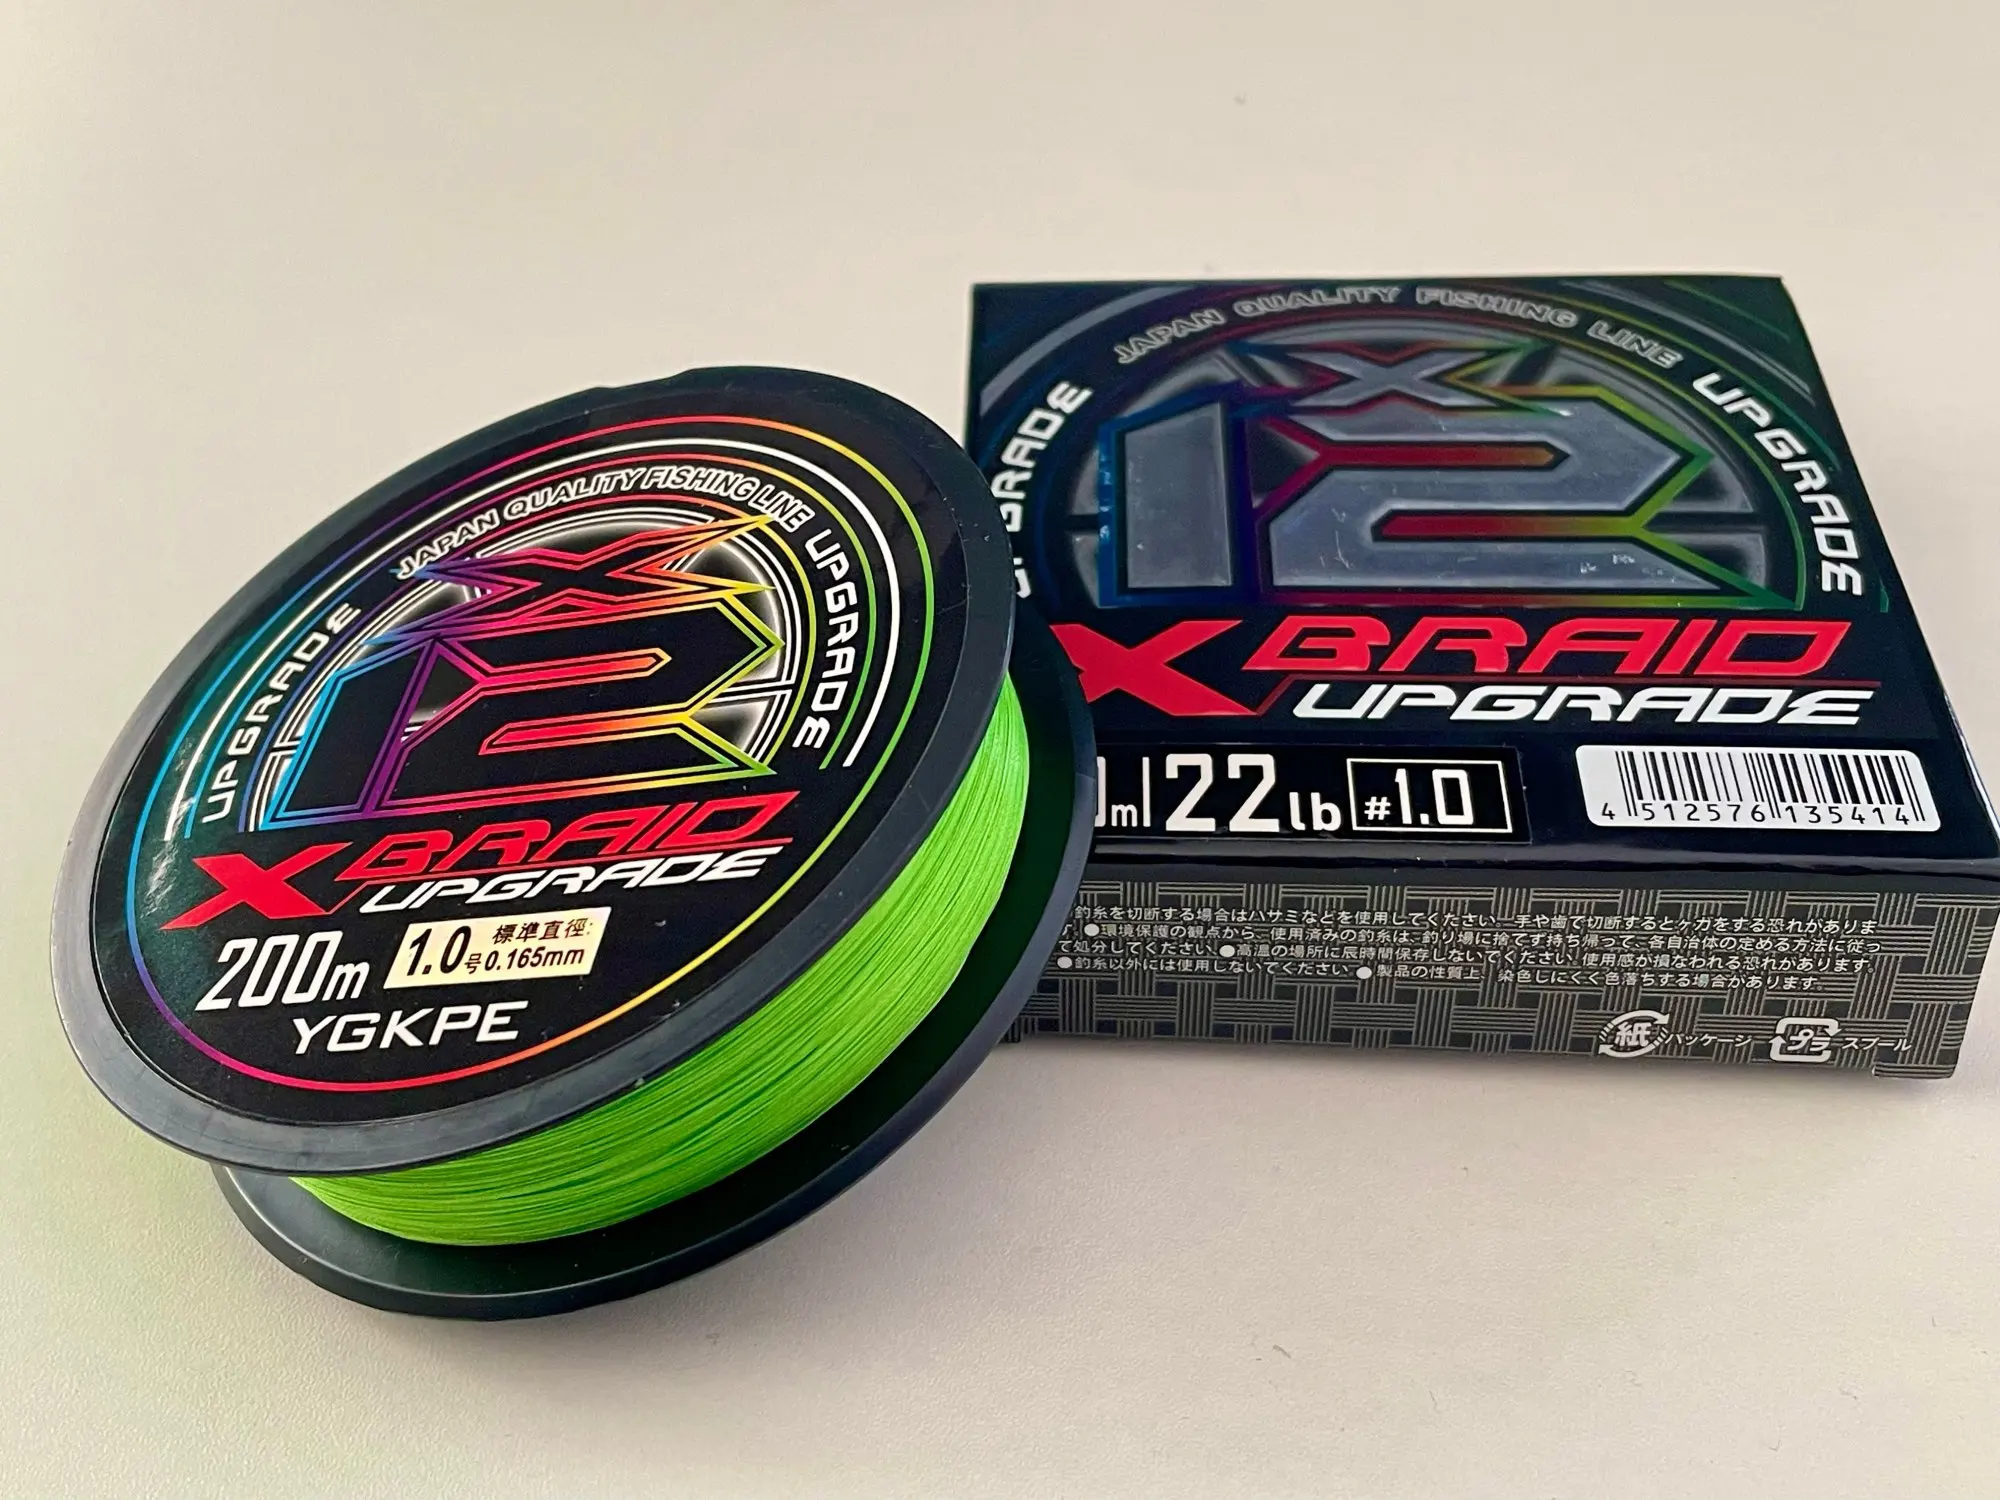 JAPAN QUALITY FISHING LINE
UPGRADE
UPGRADE
X
12
X BRAID
UPGRADE
200m
1.0号
標準直徑:
0.165mm
YGKPE
JAPAN QUALITY FISHING LINE
UPGRADE
UPGRADE
X
12
X BRAID
UPGRADE
0m 22lb #1.0
4 512576 135414
釣糸を切断する場合はハサミなどを使用してください。手や歯で切断するとケガをする恐れがありま
す。●環境保護の観点から、使用済みの釣糸は、釣り場に捨てず持ち帰って、各自治体の定める方法に従っ
て処分してください。●高温の場所に長時間保存しないでください。使用感が損なわれる恐れがあります。
●釣糸以外には使用しないでください。●製品の性質上、染色しにくく色落ちする場合があります。
紙 パッケージ プラ スプール